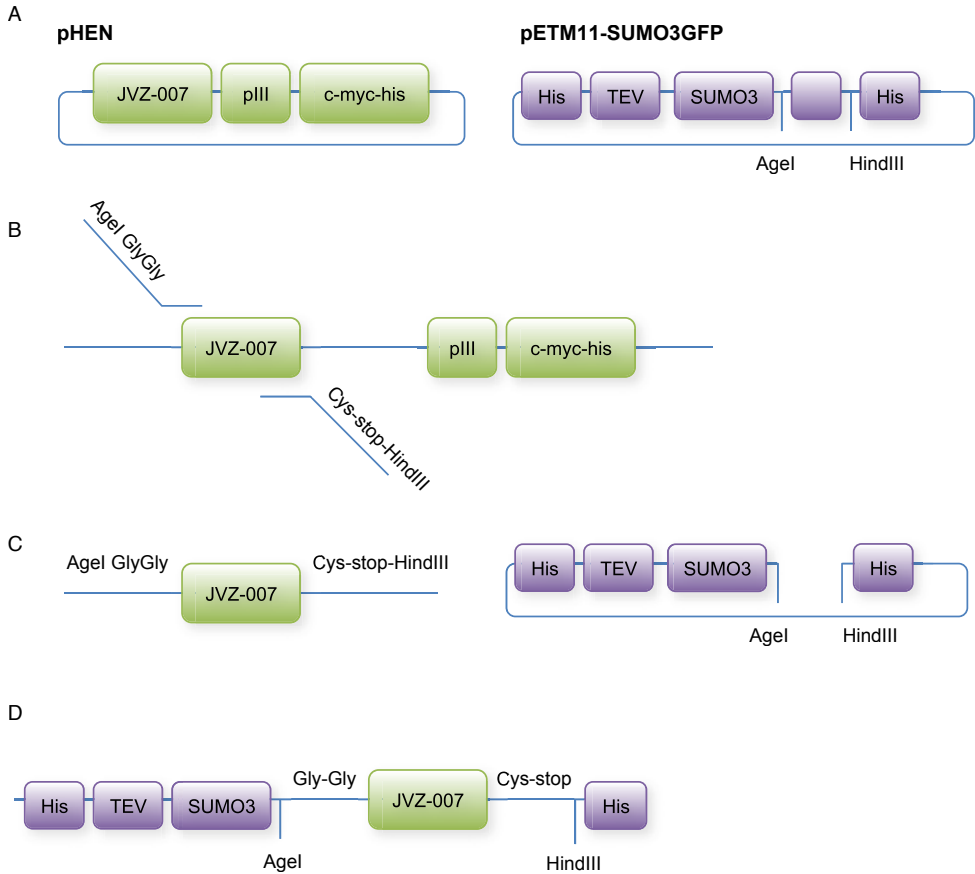 A
pHEN
pETM11-SUMO3GFP
JVZ-007 pIII c-myc-his
His TEV SUMO3 His
AgeI HindIII
B
AgeI GlyGly
JVZ-007 pIII c-myc-his
Cys-stop-HindIII
C
AgeI GlyGly Cys-stop-HindIII
JVZ-007
His TEV SUMO3 His
AgeI HindIII
D
Gly-Gly Cys-stop
His TEV SUMO3 JVZ-007 His
AgeI HindIII